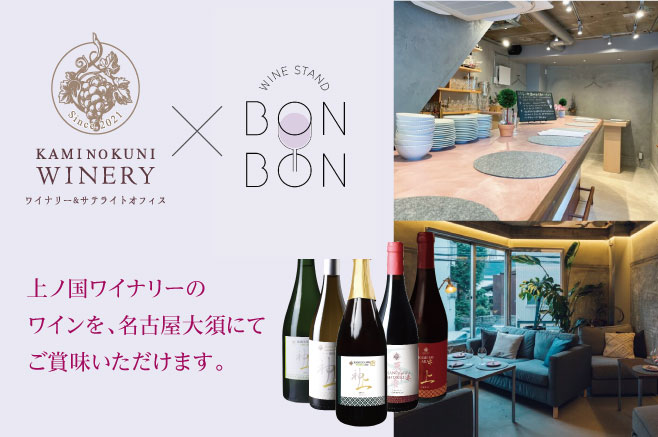 Since 2021
KAMINOKUNI
WINERY
ワイナリー&サテライトオフィス
×
WINE STAND
BON
BON
上ノ国ワイナリーの
ワインを、名古屋大須にて
ご賞味いただけます。